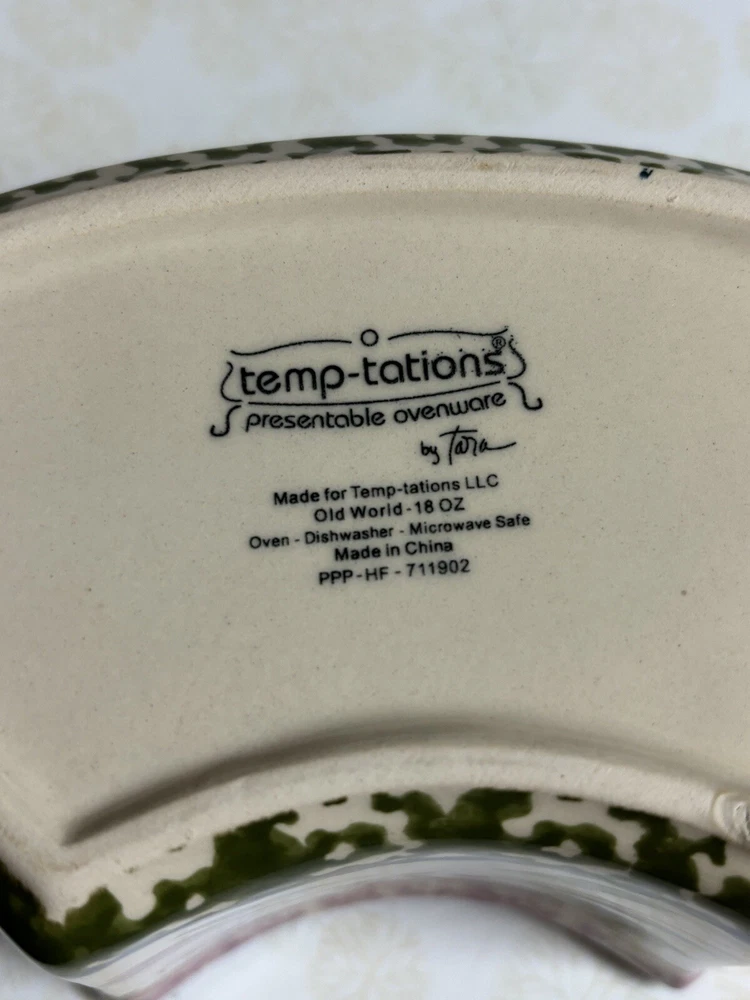 temp-tations®
presentable ovenware
by Tara
Made for Temp-tations LLC
Old World - 18 OZ
Oven - Dishwasher - Microwave Safe
Made in China
PPP-HF - 711902